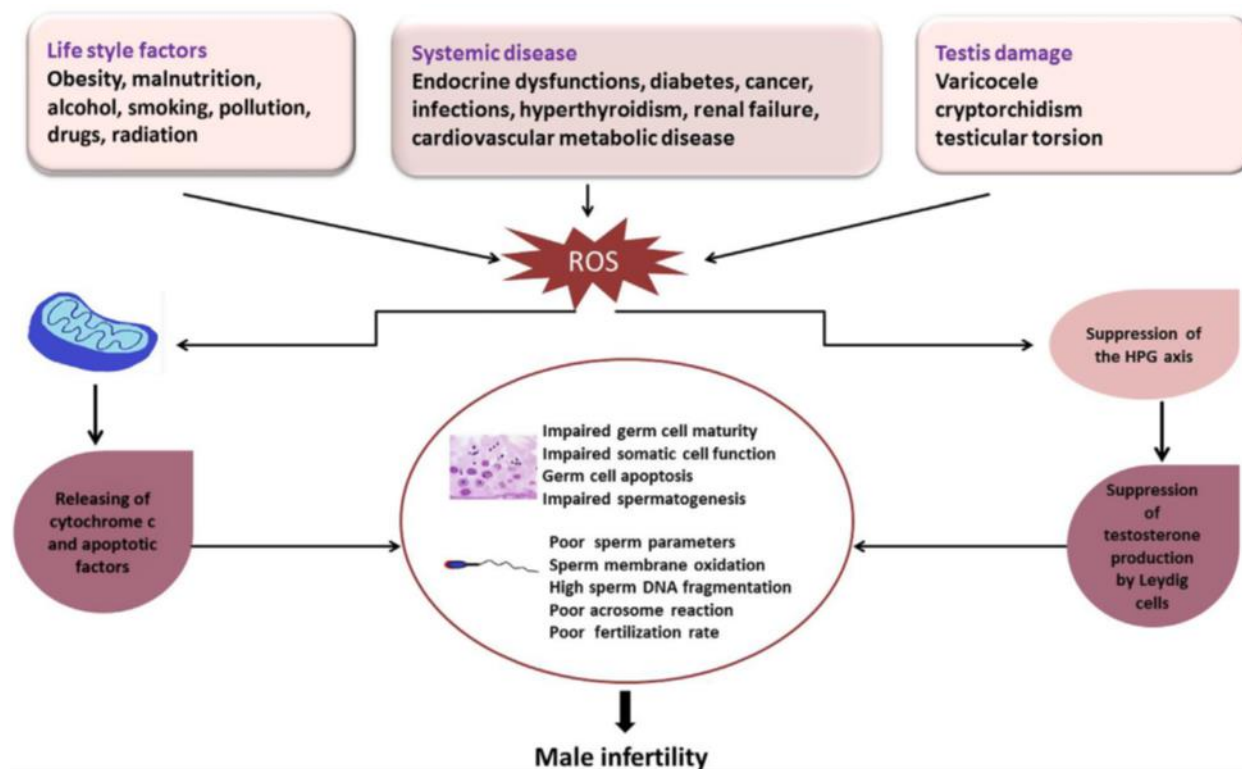 Life style factors
Obesity, malnutrition,
alcohol, smoking, pollution,
drugs, radiation
Systemic disease
Endocrine dysfunctions, diabetes, cancer,
infections, hyperthyroidism, renal failure,
cardiovascular metabolic disease
Testis damage
Varicocele
cryptorchidism
testicular torsion
ROS
Suppression of
the HPG axis
Impaired germ cell maturity
Impaired somatic cell function
Germ cell apoptosis
Impaired spermatogenesis
Releasing of
cytochrome c
and apoptotic
factors
Poor sperm parameters
Sperm membrane oxidation
High sperm DNA fragmentation
Poor acrosome reaction
Poor fertilization rate
Suppression
of
testosterone
production
by Leydig
cells
Male infertility